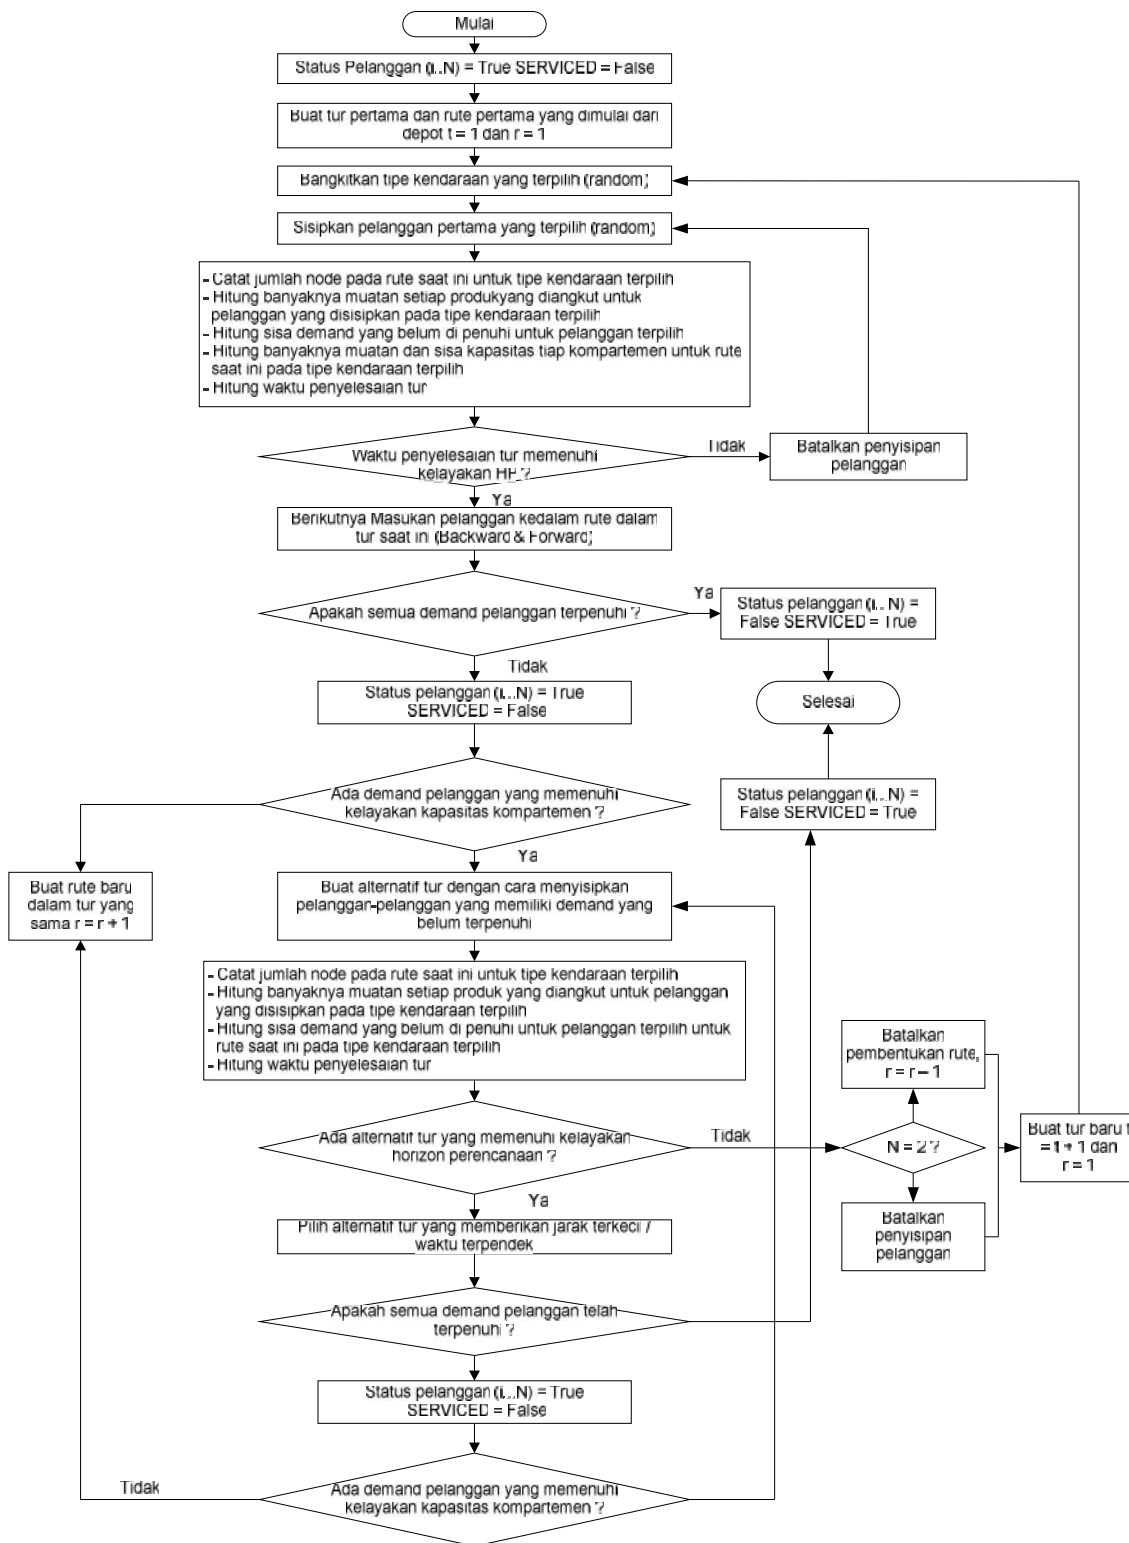 Mulai
Status Pelanggan (i..N) = True SERVICED = False
Buat tur pertama dan rute pertama yang dimulai dari
depot t = 1 dan r = 1
Bangkitkan tipe kendaraan yang terpilih (random)
Sisipkan pelanggan pertama yang terpilih (random)
- Catat jumlah node pada rute saat ini untuk tipe kendaraan terpilih
- Hitung banyaknya muatan setiap produkyang diangkut untuk
pelanggan yang disisipkan pada tipe kendaraan terpilih
- Hitung sisa demand yang belum di penuhi untuk pelanggan terpilih
- Hitung banyaknya muatan dan sisa kapasitas tiap kompartemen untuk rute
saat ini pada tipe kendaraan terpilih
- Hitung waktu penyelesaian tur
Waktu penyelesaian tur memenuhi
kelayakan HP ?
Tidak
Batalkan penyisipan
pelanggan
Ya
Berikutnya Masukan pelanggan kedalam rute dalam
tur saat ini (Backward & Forward)
Apakah semua demand pelanggan terpenuhi ?
Ya
Status pelanggan (i...N) =
False SERVICED = True
Tidak
Status pelanggan (i...N) = True
SERVICED = False
Selesai
Ada demand pelanggan yang memenuhi
kelayakan kapasitas kompartemen ?
Status pelanggan (i...N) =
False SERVICED = True
Ya
Buat rute baru
dalam tur yang
sama r = r + 1
Buat alternatif tur dengan cara menyisipkan
pelanggan-pelanggan yang memiliki demand yang
belum terpenuhi
- Catat jumlah node pada rute saat ini untuk tipe kendaraan terpilih
- Hitung banyaknya muatan setiap produk yang diangkut untuk pelanggan
yang disisipkan pada tipe kendaraan terpilih
- Hitung sisa demand yang belum di penuhi untuk pelanggan terpilih untuk
rute saat ini pada tipe kendaraan terpilih
- Hitung waktu penyelesaian tur
Batalkan
pembentukan rute,
r = r - 1
Ada alternatif tur yang memenuhi kelayakan
horizon perencanaan ?
Tidak
N = 2 ?
Buat tur baru t
= 1 + 1 dan
r = 1
Ya
Batalkan
penyisipan
pelanggan
Pilih alternatif tur yang memberikan jarak terkecil /
waktu terpendek
Apakah semua demand pelanggan telah
terpenuhi ?
Status pelanggan (i...N) = True
SERVICED = False
Tidak
Ada demand pelanggan yang memenuhi
kelayakan kapasitas kompartemen ?